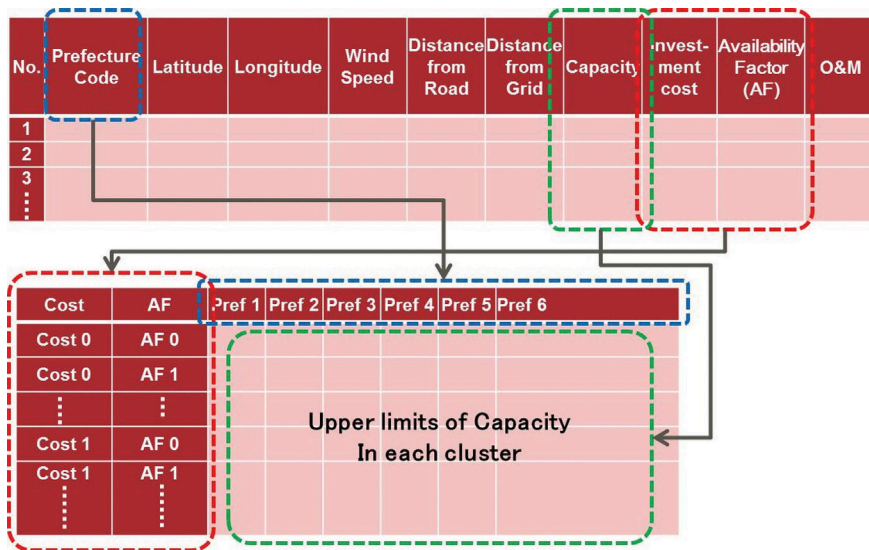 No. Prefecture Code Latitude Longitude Wind Speed Distance from Road Distance from Grid Capacity Invest-ment cost Availability Factor (AF) O&M
1
2
3
Cost AF Pref 1 Pref 2 Pref 3 Pref 4 Pref 5 Pref 6
Cost 0 AF 0
Cost 0 AF 1
Cost 1 AF 0
Cost 1 AF 1
Upper limits of Capacity
In each cluster